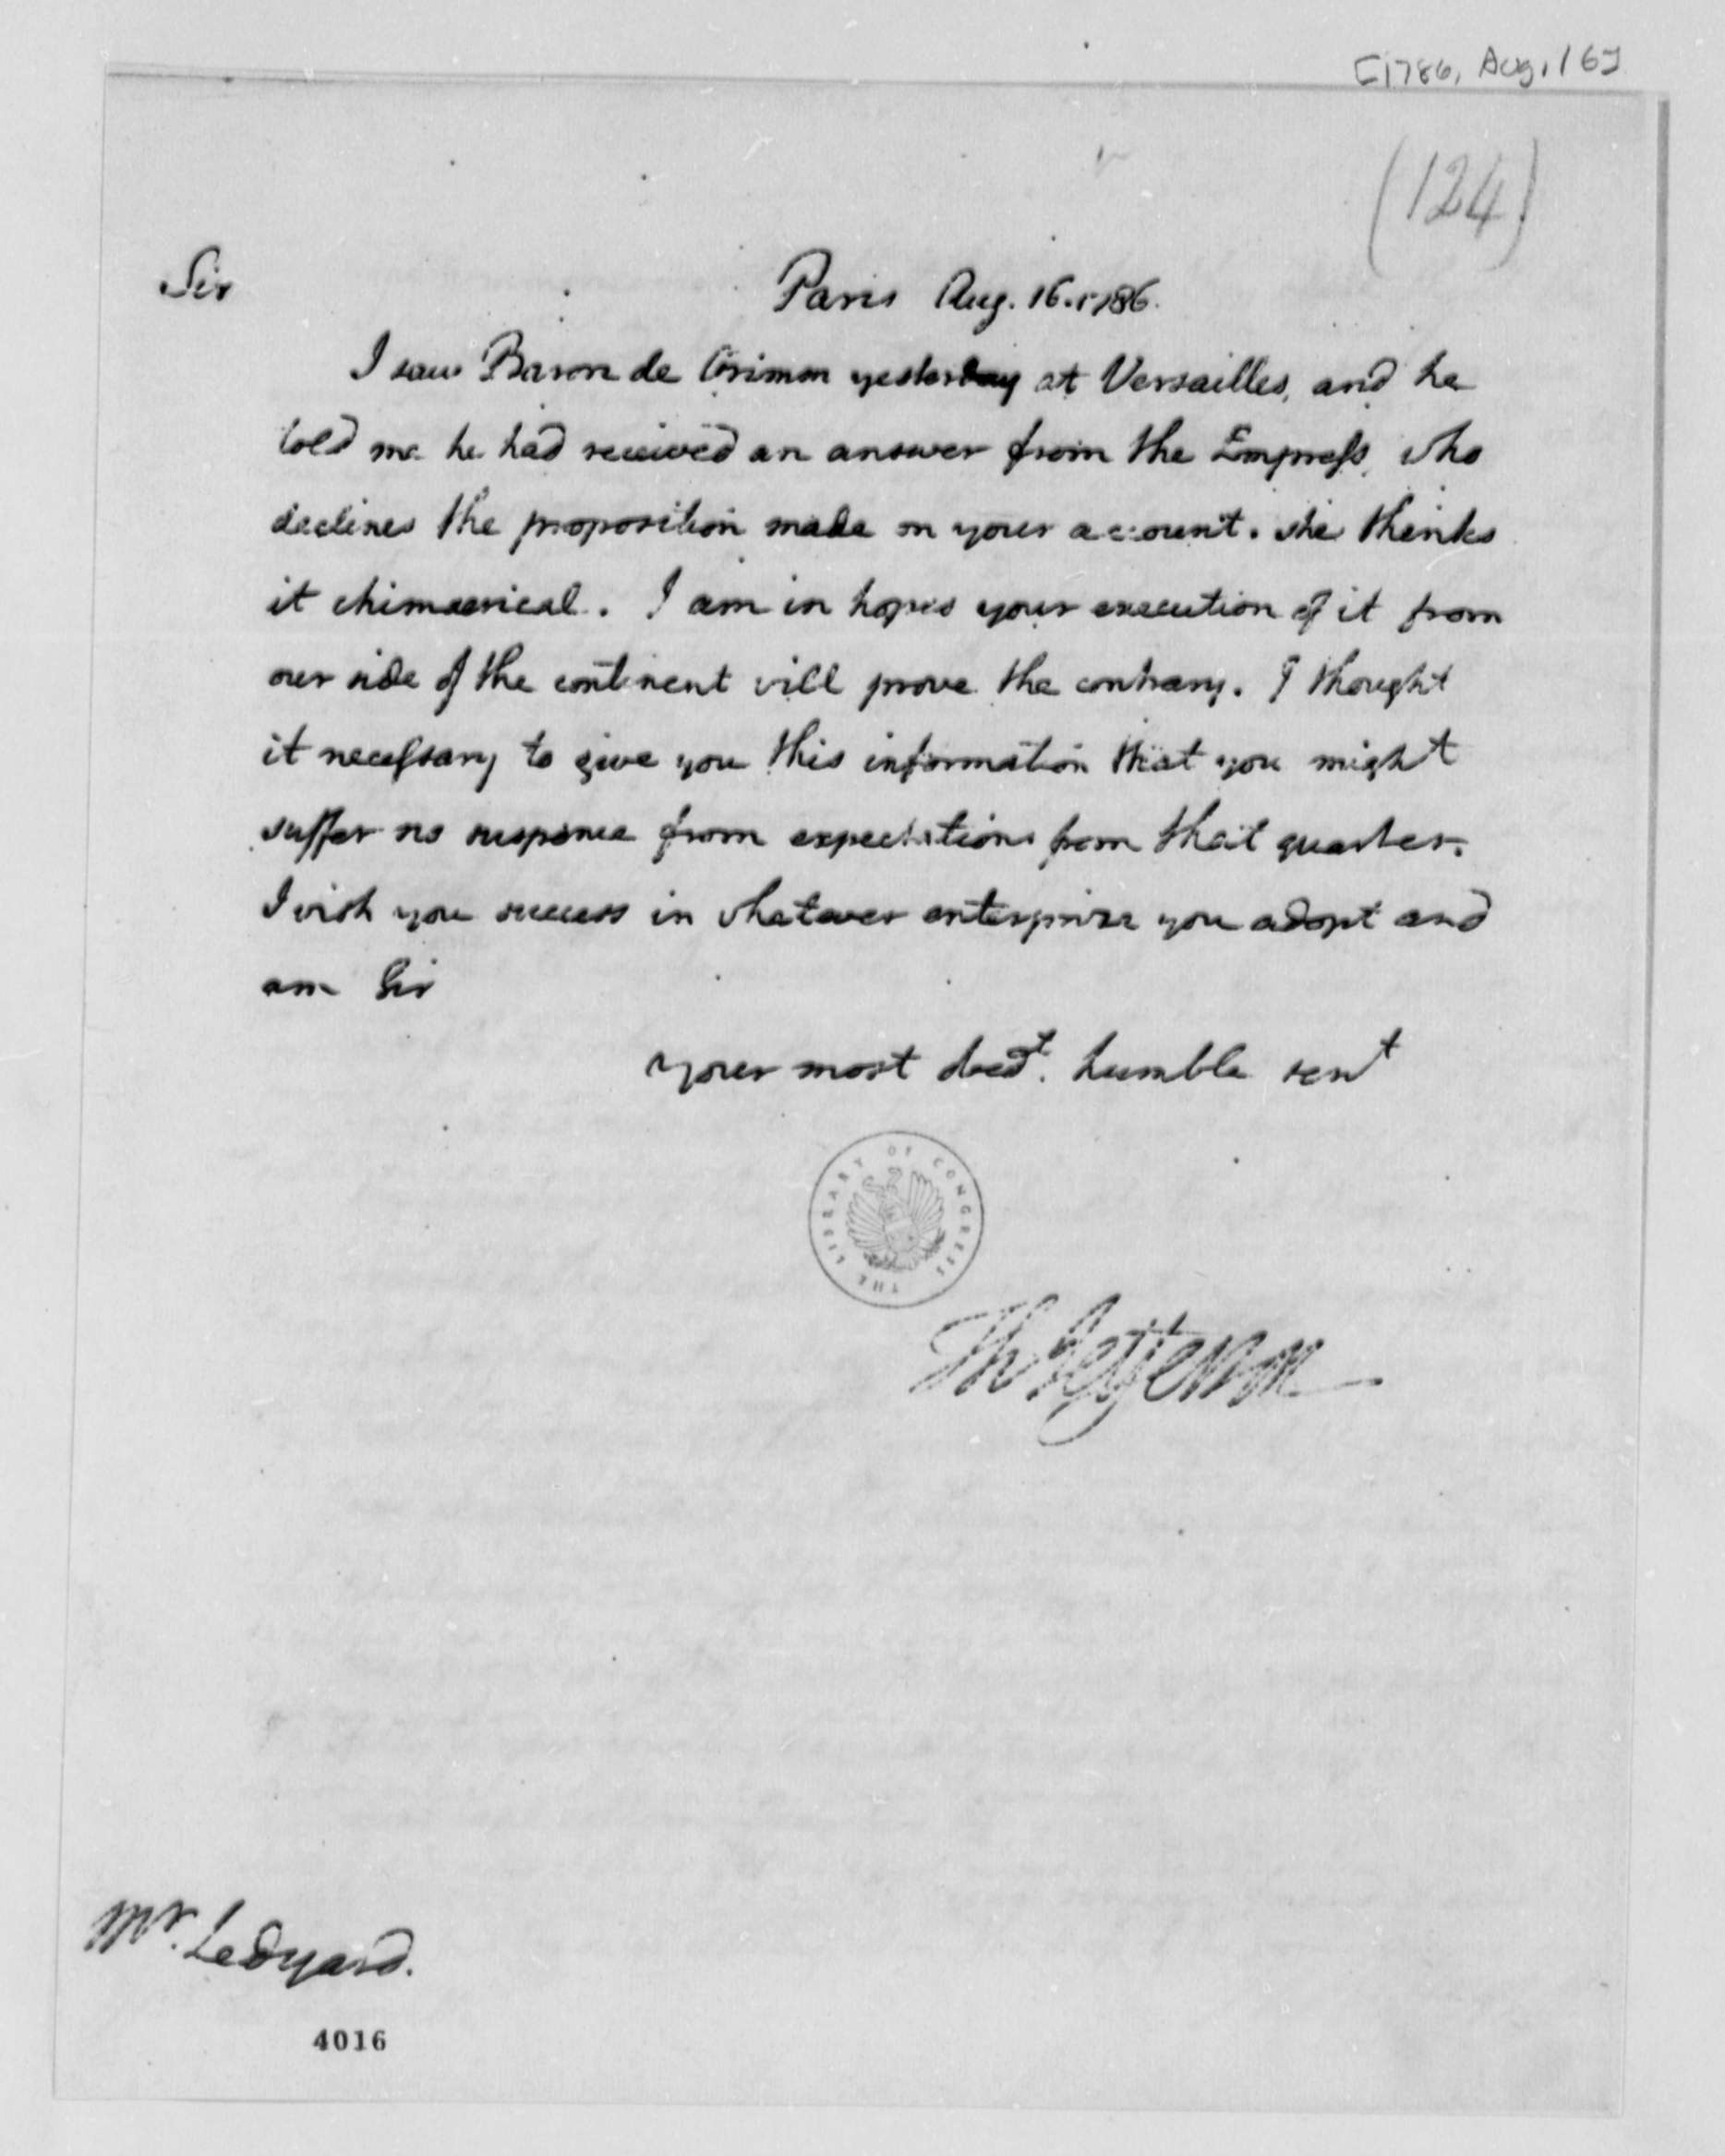 [1786, Aug. 16]
(124)
Sir
Paris Aug. 16. 1786.
I saw Baron de Grimm yesterday at Versailles, and he
told me he had received an answer from the Empress, who
declines the proposition made on your account. she thinks
it chimaerical. I am in hopes your execution of it from
our side of the continent will prove the contrary. I thought
it necessary to give you this information that you might
suffer no suspence from expectations from that quarter.
I wish you success in whatever enterprize you adopt and
am Sir
your most obedt. humble servt
THE LIBRARY OF CONGRESS
Th Jefferson
Mr. Ledyard.
4016